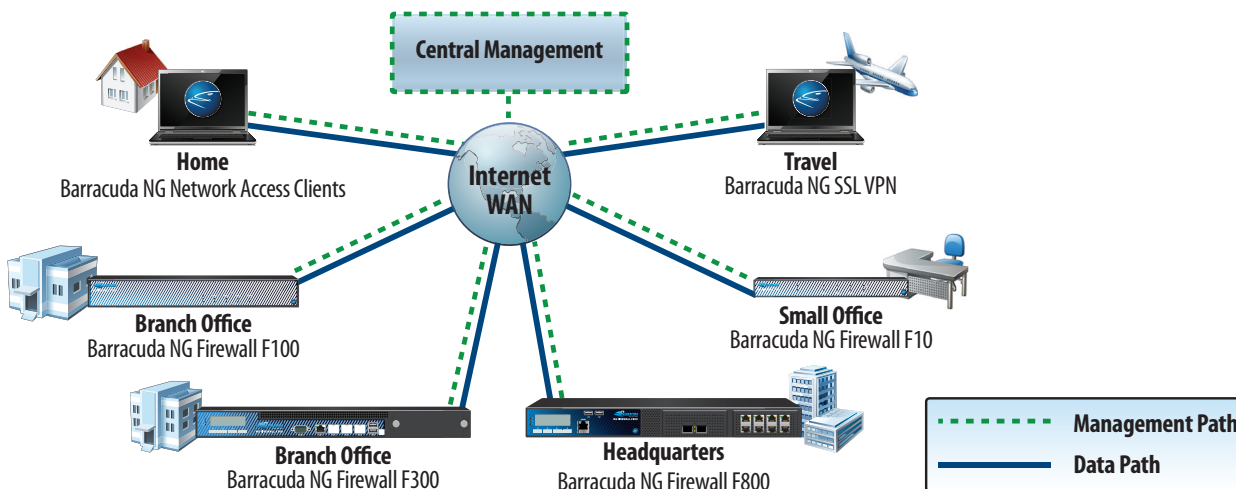 Central Management
Home
Barracuda NG Network Access Clients
Travel
Barracuda NG SSL VPN
Internet
WAN
Branch Office
Barracuda NG Firewall F100
Small Office
Barracuda NG Firewall F10
Branch Office
Barracuda NG Firewall F300
Headquarters
Barracuda NG Firewall F800
Management Path
Data Path